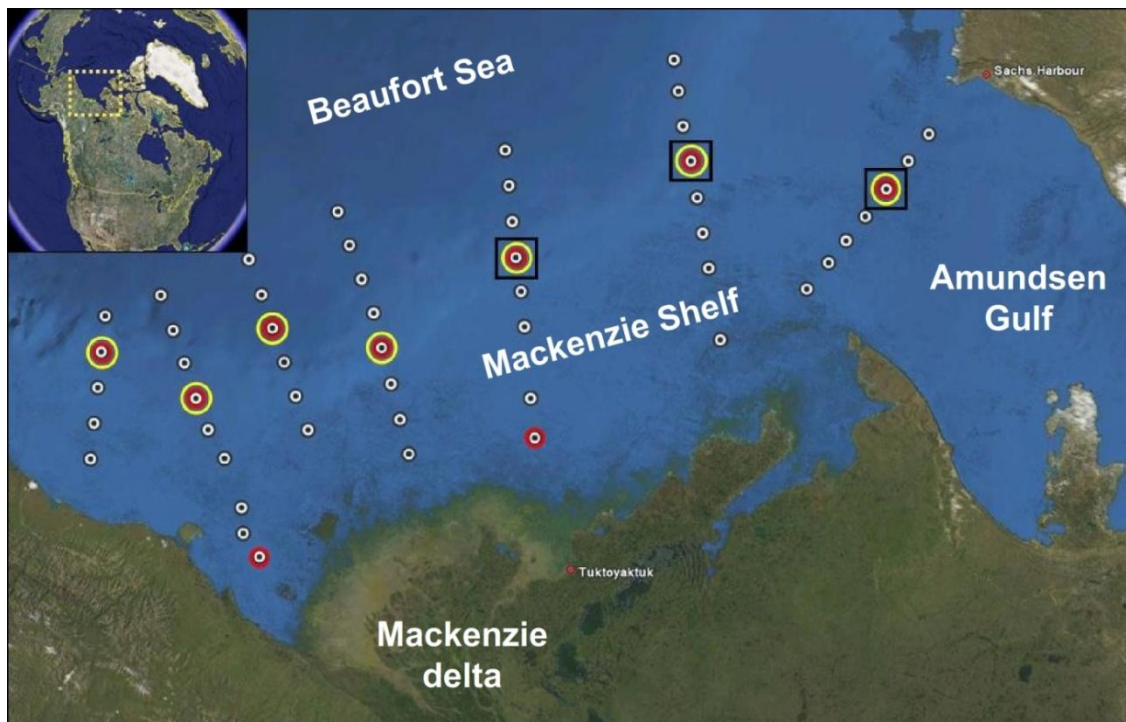 Beaufort Sea
Sachs Harbour
Amundsen
Gulf
Mackenzie Shelf
Tuktoyaktuk
Mackenzie
delta